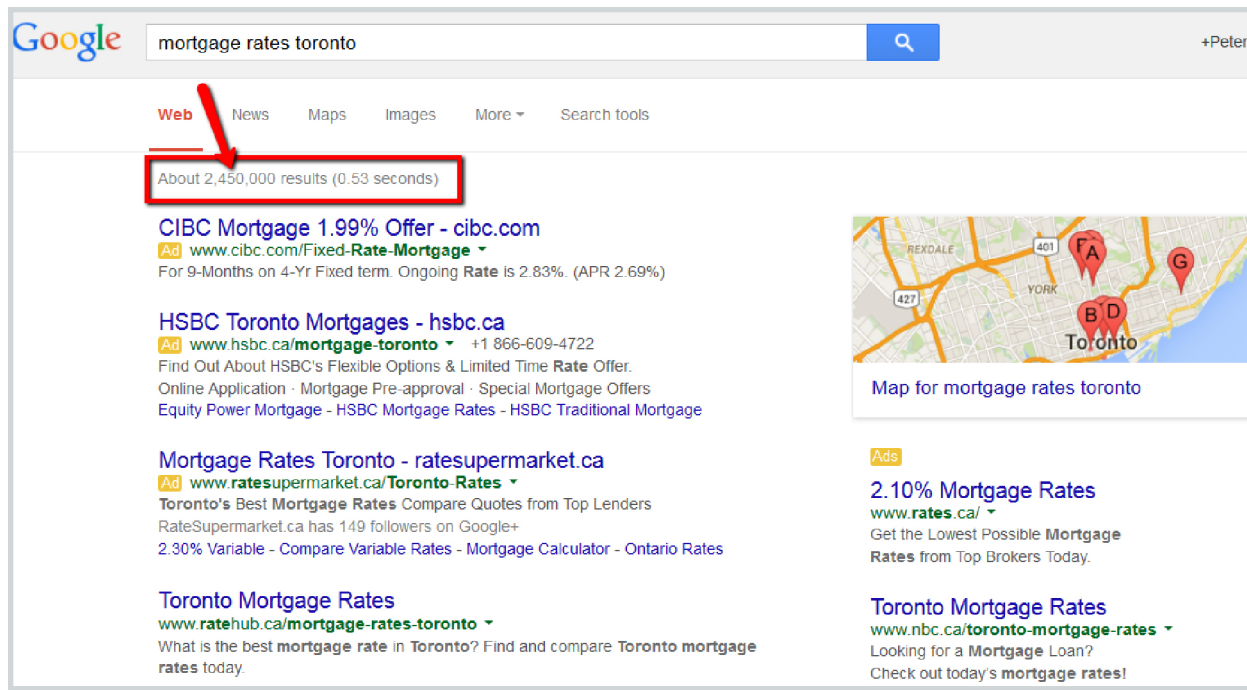 Google
mortgage rates toronto
+Peter
Web News Maps Images More Search tools
About 2,450,000 results (0.53 seconds)
CIBC Mortgage 1.99% Offer - cibc.com
Ad www.cibc.com/Fixed-Rate-Mortgage
For 9-Months on 4-Yr Fixed term. Ongoing Rate is 2.83%. (APR 2.69%)
HSBC Toronto Mortgages - hsbc.ca
Ad www.hsbc.ca/mortgage-toronto +1 866-609-4722
Find Out About HSBC's Flexible Options & Limited Time Rate Offer.
Online Application · Mortgage Pre-approval · Special Mortgage Offers
Equity Power Mortgage - HSBC Mortgage Rates - HSBC Traditional Mortgage
Mortgage Rates Toronto - ratesupermarket.ca
Ad www.ratesupermarket.ca/Toronto-Rates
Toronto's Best Mortgage Rates Compare Quotes from Top Lenders
RateSupermarket.ca has 149 followers on Google+
2.30% Variable - Compare Variable Rates - Mortgage Calculator - Ontario Rates
Toronto Mortgage Rates
www.ratehub.ca/mortgage-rates-toronto
What is the best mortgage rate in Toronto? Find and compare Toronto mortgage
rates today.
REXDALE
401
A
G
YORK
427
B D
Toronto
Map for mortgage rates toronto
Ads
2.10% Mortgage Rates
www.rates.ca/
Get the Lowest Possible Mortgage
Rates from Top Brokers Today.
Toronto Mortgage Rates
www.nbc.ca/toronto-mortgage-rates
Looking for a Mortgage Loan?
Check out today's mortgage rates!